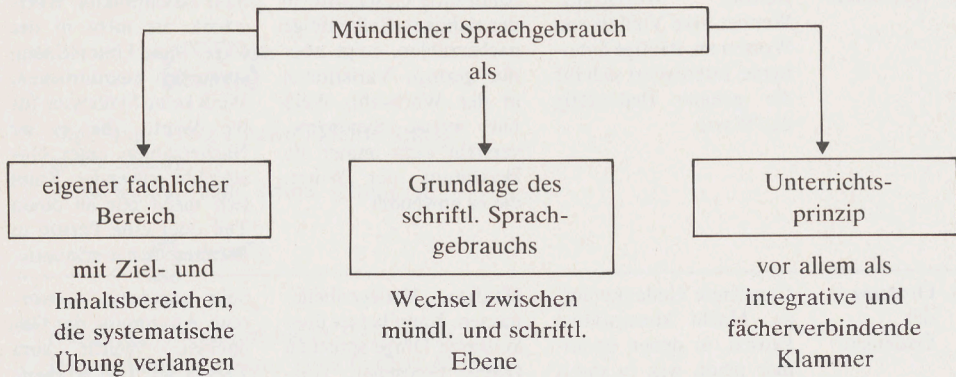 Mündlicher Sprachgebrauch
als
eigener fachlicher
Bereich
mit Ziel- und
Inhaltsbereichen,
die systematische
Übung verlangen
Grundlage des
schriftl. Sprach-
gebrauchs
Wechsel zwischen
mündl. und schriftl.
Ebene
Unterrichts-
prinzip
vor allem als
integrative und
fächerverbindende
Klammer